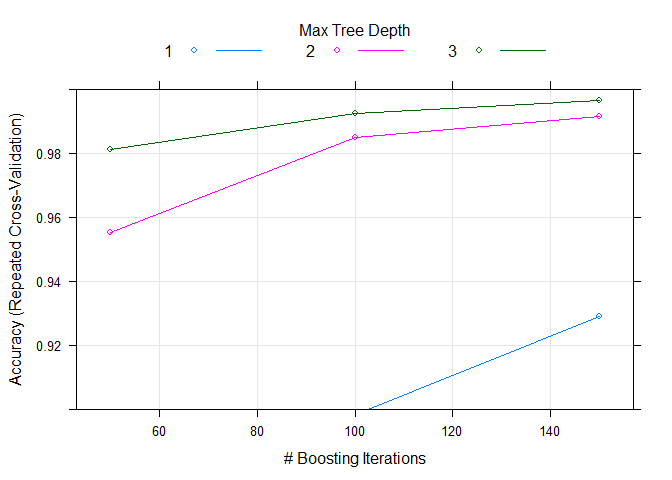 Max Tree Depth
1 2 3
Accuracy (Repeated Cross-Validation)
0.98
0.96
0.94
0.92
60 80 100 120 140
# Boosting Iterations